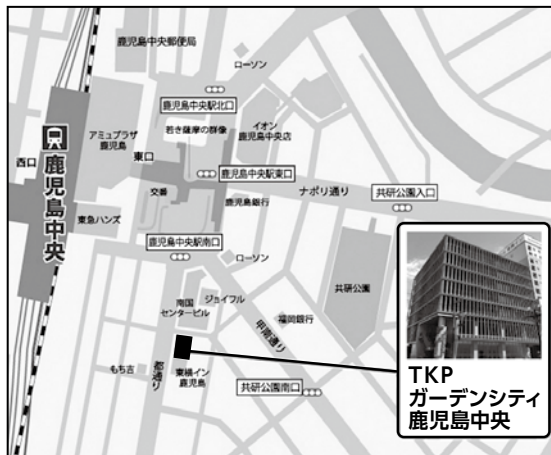 鹿児島中央郵便局
ローソン
鹿児島中央駅北口
若き薩摩の群像
イオン
鹿児島中央店
アミュプラザ
鹿児島
東口
西口
鹿児島中央
鹿児島中央駅東口
交番
ナポリ通り
共研公園入口
鹿児島銀行
東急ハンズ
鹿児島中央駅南口
ローソン
共研公園
南国
センタービル
ジョイフル
甲南通り
福岡銀行
もち吉
都通り
東横イン
鹿児島
共研公園南口
TKP
ガーデンシティ
鹿児島中央